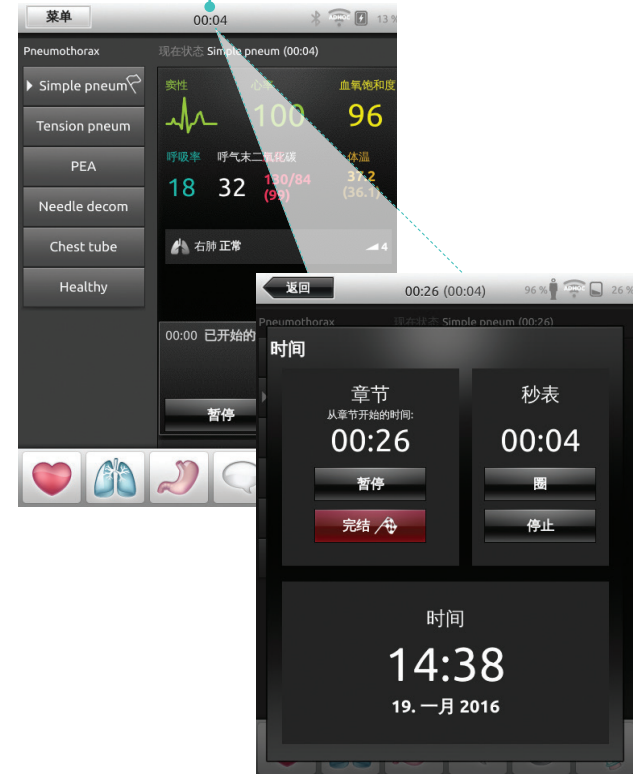 菜单
00:04
ADHOC
13 %
Pneumothorax
现在状态 Simple pneum (00:04)
Simple pneum
Tension pneum
PEA
Needle decom
Chest tube
Healthy
窦性
心率
血氧饱和度
100
96
呼吸率
呼气末二氧化碳
体温
18
32
130/84
(99)
37.2
(36.1)
右肺 正常
4
00:00 已开始的
暂停
返回
00:26 (00:04)
96 %
ADHOC
26 %
Pneumothorax
现在状态 Simple pneum (00:26)
时间
章节
从章节开始的时间:
00:26
暂停
完结
秒表
00:04
圈
停止
时间
14:38
19. 一月 2016